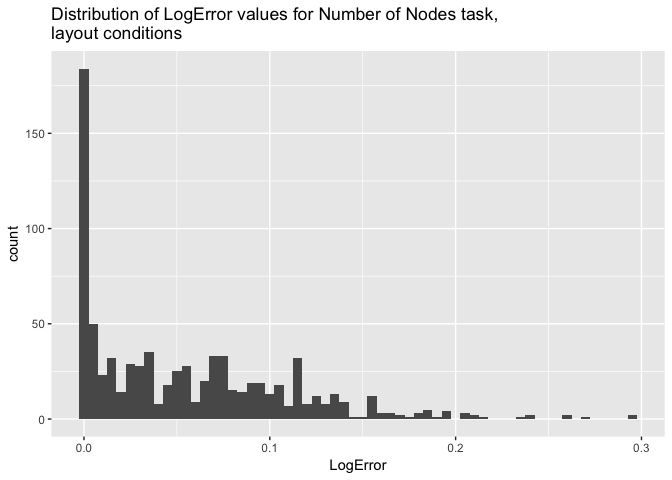 Distribution of LogError values for Number of Nodes task,
layout conditions
count
150
100
50
0
0.0
0.1
0.2
0.3
LogError